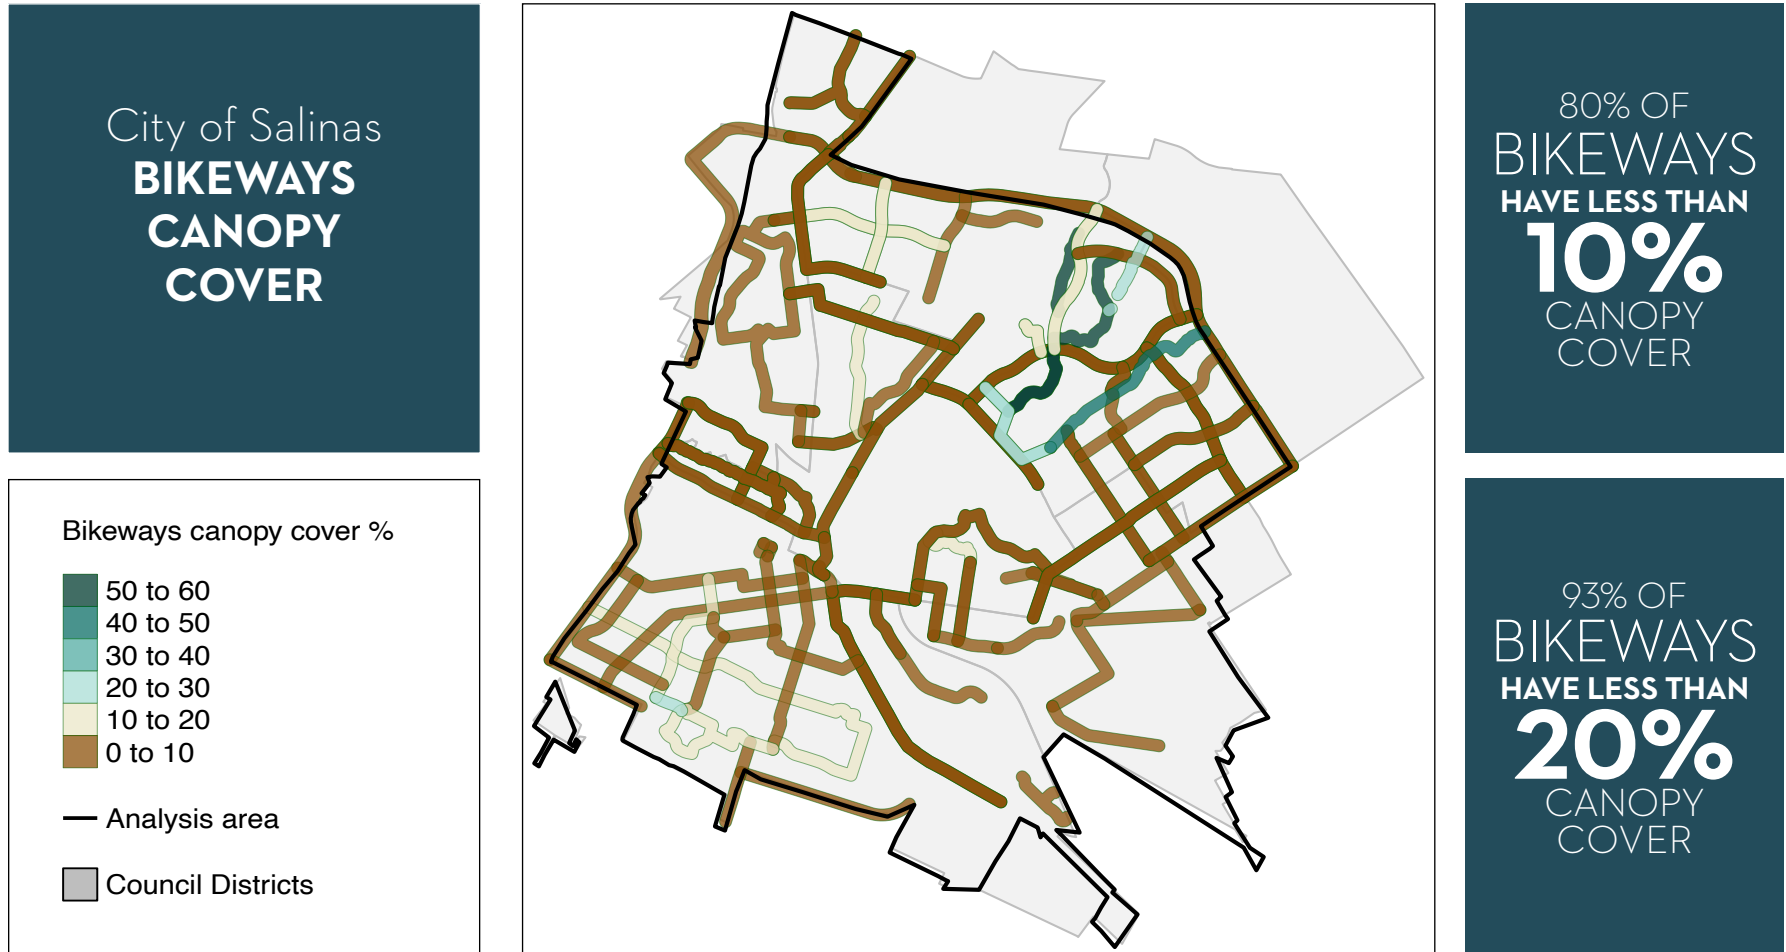 City of Salinas
BIKEWAYS
CANOPY
COVER
Bikeways canopy cover %
50 to 60
40 to 50
30 to 40
20 to 30
10 to 20
0 to 10
Analysis area
Council Districts
80% OF
BIKEWAYS
HAVE LESS THAN
10%
CANOPY
COVER
93% OF
BIKEWAYS
HAVE LESS THAN
20%
CANOPY
COVER